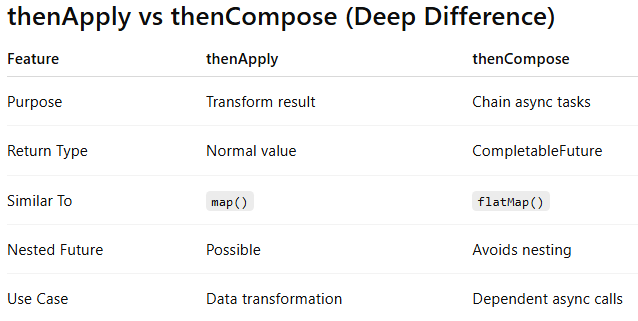 thenApply vs thenCompose (Deep Difference)
Feature thenApply thenCompose
Purpose Transform result Chain async tasks
Return Type Normal value CompletableFuture
Similar To map() flatMap()
Nested Future Possible Avoids nesting
Use Case Data transformation Dependent async calls